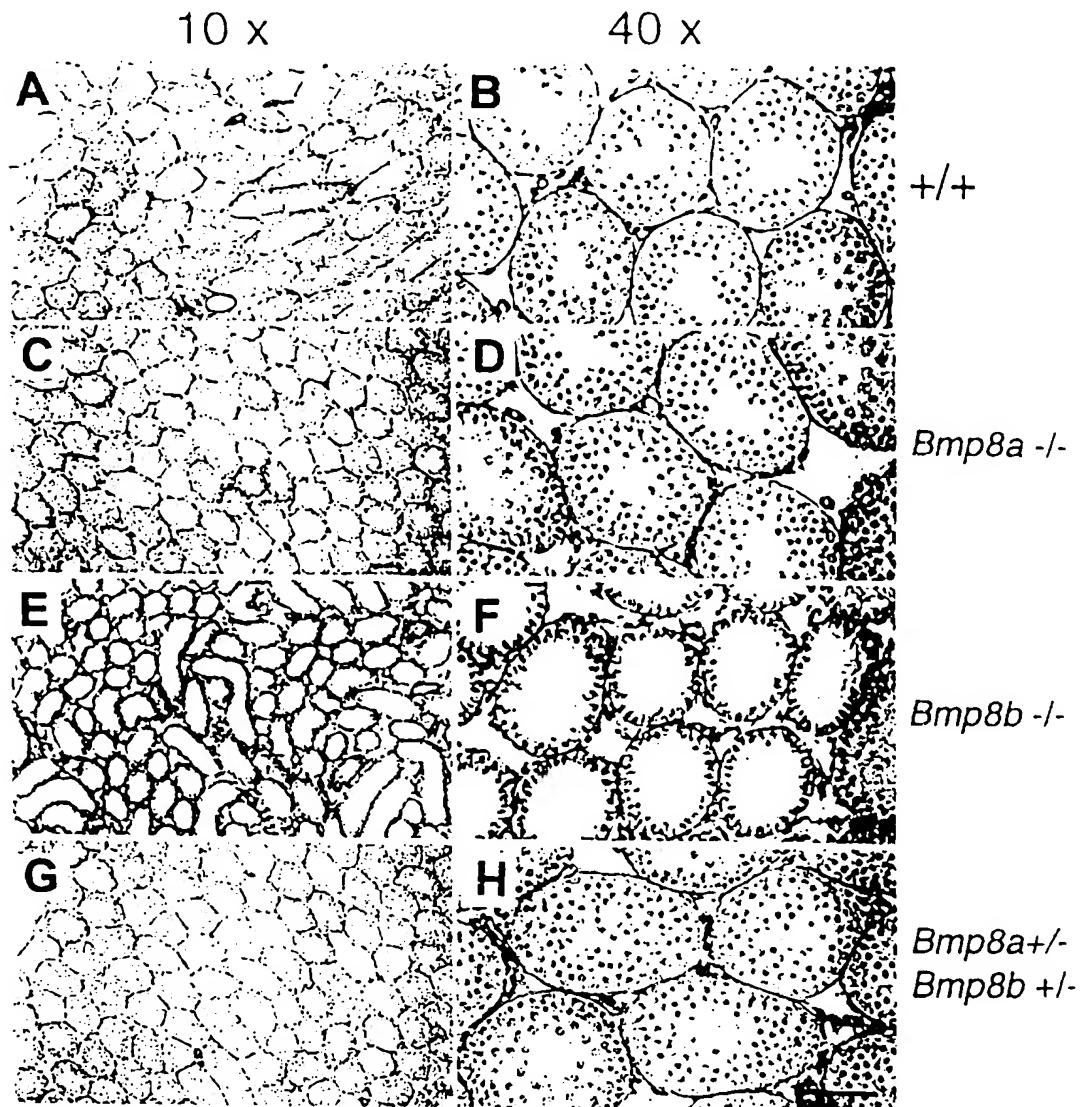 10 x
40 x
A
B
+/+
C
D
Bmp8a -/-
E
F
Bmp8b -/-
G
H
Bmp8a+/-
Bmp8b +/-